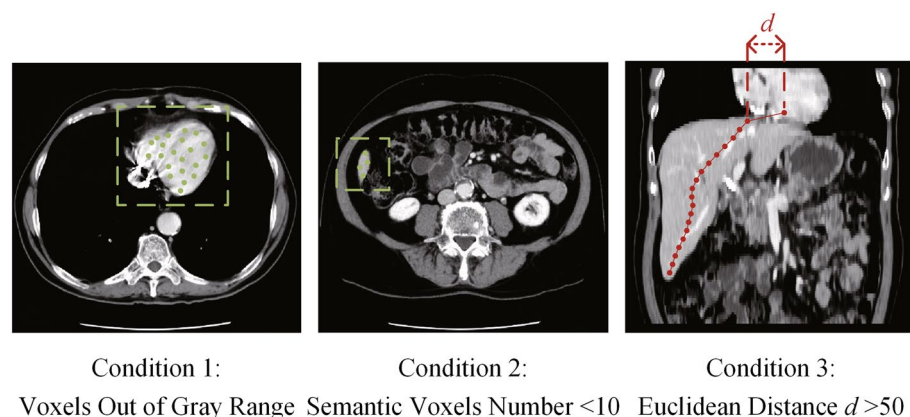 d
Condition 1:
Voxels Out of Gray Range
Condition 2:
Semantic Voxels Number <10
Condition 3:
Euclidean Distance d >50